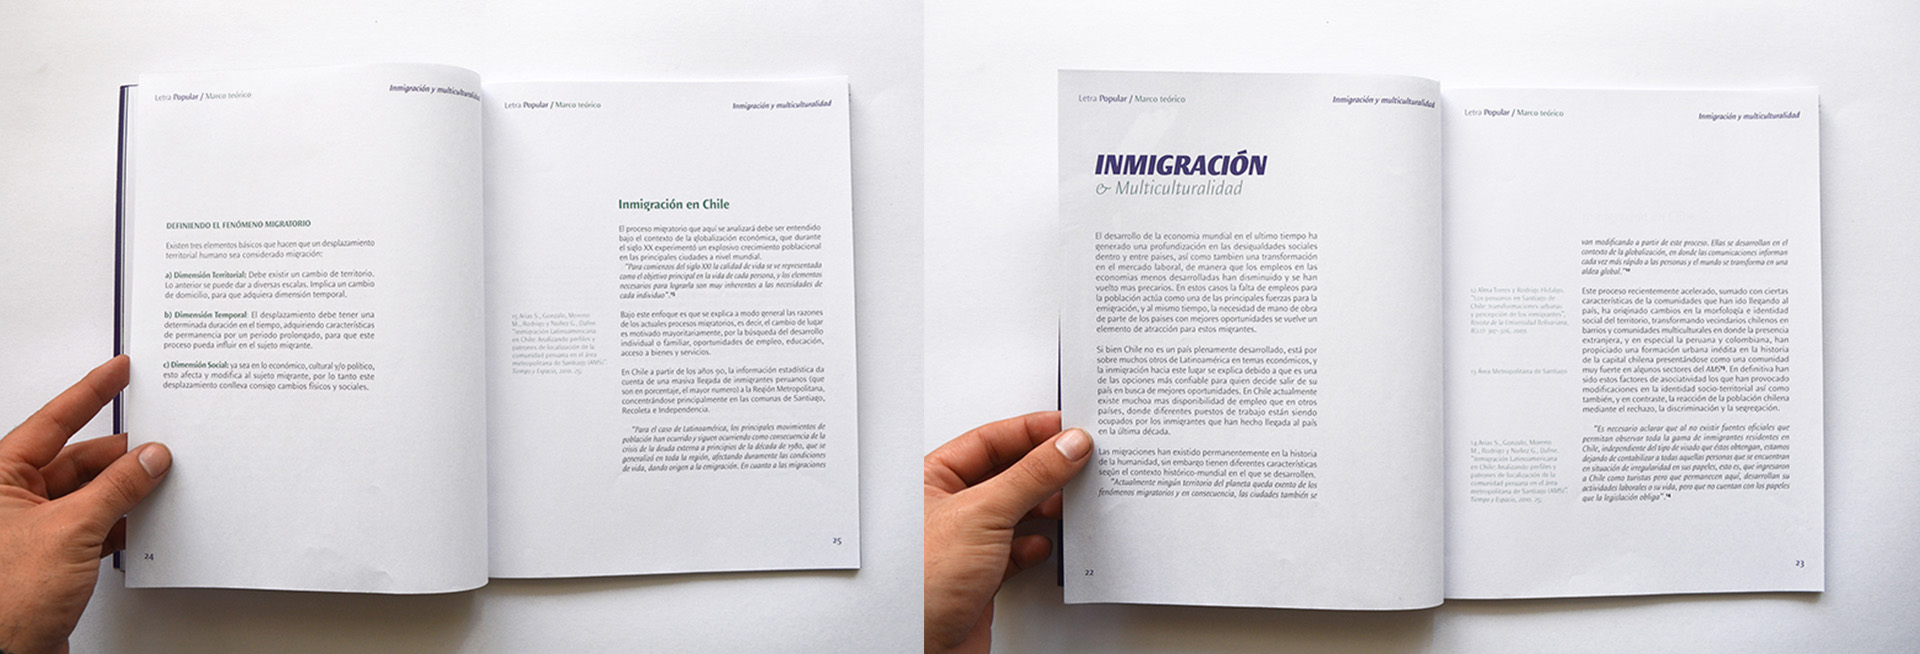 Letra Popular / Marco teórico
Inmigración y multiculturalidad
DEFINIENDO EL FENÓMENO MIGRATORIO
Existen tres elementos básicos que hacen que un desplazamiento
territorial humano sea considerado migración:
a) Dimensión Territorial: Debe existir un cambio de territorio.
Lo anterior se puede dar a diversas escalas. Implica un cambio
de domicilio, para que adquiera dimensión temporal.
b) Dimensión Temporal: El desplazamiento debe tener una
determinada duración en el tiempo, adquiriendo características
de permanencia por un periodo prolongado, para que este
proceso pueda influir en el sujeto migrante.
c) Dimensión Social: ya sea en lo económico, cultural y/o político,
esto afecta y modifica al sujeto migrante, por lo tanto este
desplazamiento conlleva consigo cambios físicos y sociales.
24
Letra Popular / Marco teórico
Inmigración y multiculturalidad
Inmigración en Chile
El proceso migratorio que aquí se analizará debe ser entendido
bajo el contexto de la globalización económica, que durante
el siglo XX experimentó un explosivo crecimiento poblacional
en las principales ciudades a nivel mundial.
"Para comienzos del siglo XXI la calidad de vida se ve representada
como el objetivo principal en la vida de cada persona, y los elementos
necesarios para lograrla son muy inherentes a las necesidades de
cada individuo".¹⁵
15 Arias S., Gonzalo, Moreno
M., Rodrigo y Nuñez G., Dafne.
"Inmigración Latinoamericana
en Chile: Analizando perfiles y
patrones de localización de la
comunidad peruana en el área
metropolitana de Santiago (AMS)".
Tiempo y Espacio, 2010. 25:
Bajo este enfoque es que se explica a modo general las razones
de los actuales procesos migratorios, es decir, el cambio de lugar
es motivado mayoritariamente, por la búsqueda del desarrollo
individual o familiar, oportunidades de empleo, educación,
acceso a bienes y servicios.
En Chile a partir de los años 90, la información estadística da
cuenta de una masiva llegada de inmigrantes peruanos (que
son en porcentaje, el mayor numero) a la Región Metropolitana,
concentrándose principalmente en las comunas de Santiago,
Recoleta e Independencia.
"Para el caso de Latinoamérica, los principales movimientos de
población han ocurrido y siguen ocurriendo como consecuencia de la
crisis de la deuda externa a principios de la década de 1980, que se
generalizó en toda la región, afectando duramente las condiciones
de vida, dando origen a la emigración. En cuanto a las migraciones
25
Letra Popular / Marco teórico
Inmigración y multiculturalidad
INMIGRACIÓN
& Multiculturalidad
El desarrollo de la economia mundial en el ultimo tiempo ha
generado una profundización en las desigualdades sociales
dentro y entre paises, así como tambien una transformación
en el mercado laboral, de manera que los empleos en las
economias menos desarrolladas han disminuido y se han
vuelto mas precarios. En estos casos la falta de empleos para
la población actúa como una de las principales fuerzas para la
emigración, y al mismo tiempo, la necesidad de mano de obra
de parte de los paises con mejores oportunidades se vuelve un
elemento de atracción para estos migrantes.
Si bien Chile no es un país plenamente desarrollado, está por
sobre muchos otros de Latinoamérica en temas económicos, y
la inmigración hacia este lugar se explica debido a que es una
de las opciones más confiable para quien decide salir de su
país en busca de mejores oportunidades. En Chile actualmente
existe muchoa mas disponibilidad de empleo que en otros
países, donde diferentes puestos de trabajo están siendo
ocupados por los inmigrantes que han hecho llegada al país
en la última década.
Las migraciones han existido permanentemente en la historia
de la humanidad, sin embargo tienen diferentes características
según el contexto histórico-mundial en el que se desarrollen.
"Actualmente ningún territorio del planeta queda exento de los
fenómenos migratorios y en consecuencia, las ciudades también se
22
Letra Popular / Marco teórico
Inmigración y multiculturalidad
van modificando a partir de este proceso. Ellas se desarrollan en el
contexto de la globalización, en donde las comunicaciones informan
cada vez más rápido a las personas y el mundo se transforma en una
aldea global."¹²
12 Alma Torres y Rodrigo Hidalgo.
"Los peruanos en Santiago de
Chile: transformaciones urbanas
y percepción de los inmigrantes",
Revista de la Universidad Bolivariana,
2009.
Este proceso recientemente acelerado, sumado con ciertas
características de la comunidades que han ido llegando al
país, ha originado cambios en la morfología e identidad
social del territorio, transformando vecindarios chilenos en
barrios y comunidades multiculturales en donde la presencia
extranjera, y en especial la peruana y colombiana, han
propiciado una formación urbana inédita en la historia
de la capital chilena presentándose como una comunidad
muy fuerte en algunos sectores del AMS¹³. En definitiva han
sido estos factores de asociatividad los que han provocado
modificaciones en la identidad socio-territorial así como
también, y en contraste, la reacción de la población chilena
mediante el rechazo, la discriminación y la segregación.
13 Área Metropolitana de Santiago
"Es necesario aclarar que al no existir fuentes oficiales que
permitan observar toda la gama de inmigrantes residentes en
Chile, independiente del tipo de visado que éstos obtengan, estamos
dejando de contabilizar a todas aquellas personas que se encuentran
en situación de irregularidad en sus papeles, esto es, que ingresaron
a Chile como turistas pero que permanecen aquí, desarrollan su
actividades laborales o su vida, pero que no cuentan con los papeles
que la legislación obliga".¹⁴
14 Arias S., Gonzalo, Moreno
M., Rodrigo y Nuñez G., Dafne.
"Inmigración Latinoamericana
en Chile: Analizando perfiles y
patrones de localización de la
comunidad peruana en el área
metropolitana de Santiago (AMS)".
Tiempo y Espacio, 2010. 25:
23